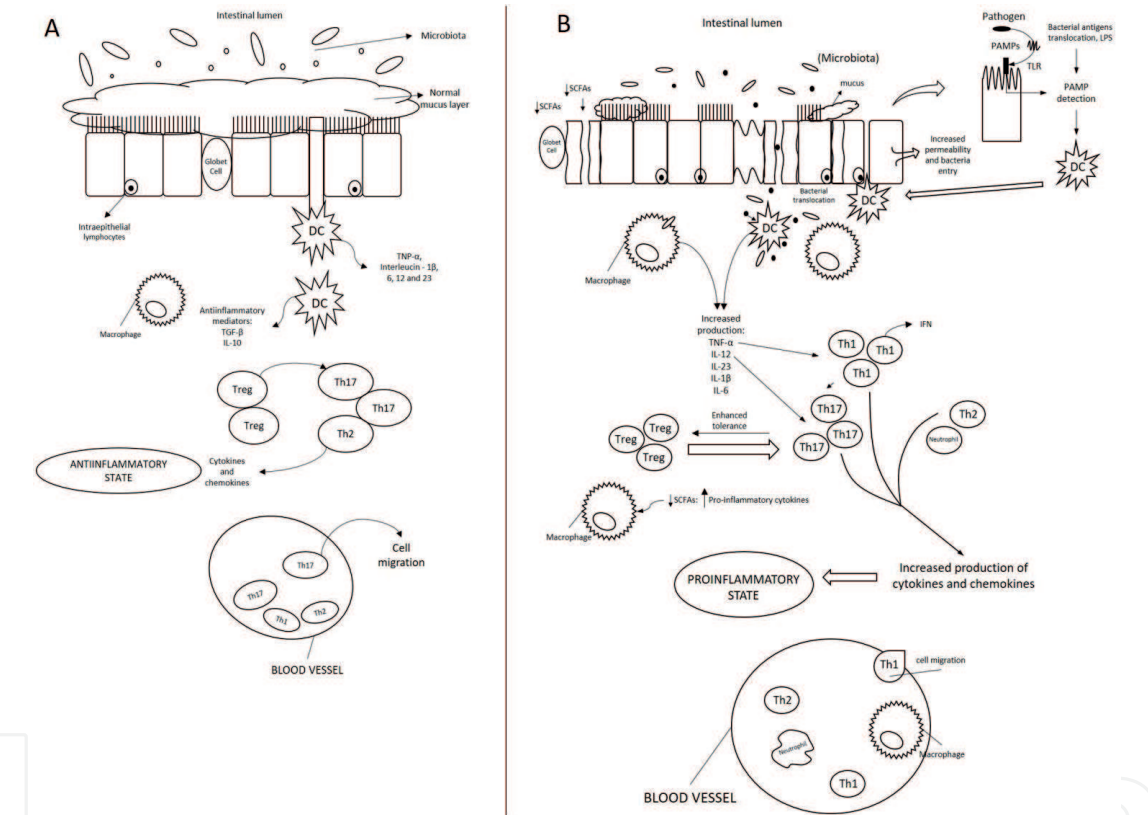 A
Intestinal lumen
Microbiota
Normal
mucus layer
Globet
Cell
Intraepithelial
lymphocytes
DC
TNP-α,
Interleucin - 1β,
6, 12 and 23
DC
Antiinflammatory
mediators:
TGF-β
IL-10
Macrophage
Treg
Treg
Th17
Th17
Th2
Cytokines
and
chemokines
ANTIINFLAMMATORY
STATE
Th17
Th17
Th1
Th2
Cell
migration
BLOOD VESSEL
B
Intestinal lumen
(Microbiota)
mucus
SCFAs
SCFAs
Globet
Cell
Pathogen
PAMPs
TLR
Bacterial antigens
translocation, LPS
PAMP
detection
DC
Increased
permeability
and bacteria
entry
Bacterial
translocation
DC
DC
Macrophage
Increased
production:
TNF-α
IL-12
IL-23
IL-1β
IL-6
IFN
Th1
Th1
Th1
Th17
Th17
Th17
Th2
Neutrophil
Treg
Treg
Treg
Enhanced
tolerance
SCFAs: Pro-inflammatory cytokines
Macrophage
Increased production of
cytokines and chemokines
PROINFLAMMATORY
STATE
Th1
cell migration
Th2
Neutrophil
Macrophage
Th1
BLOOD VESSEL